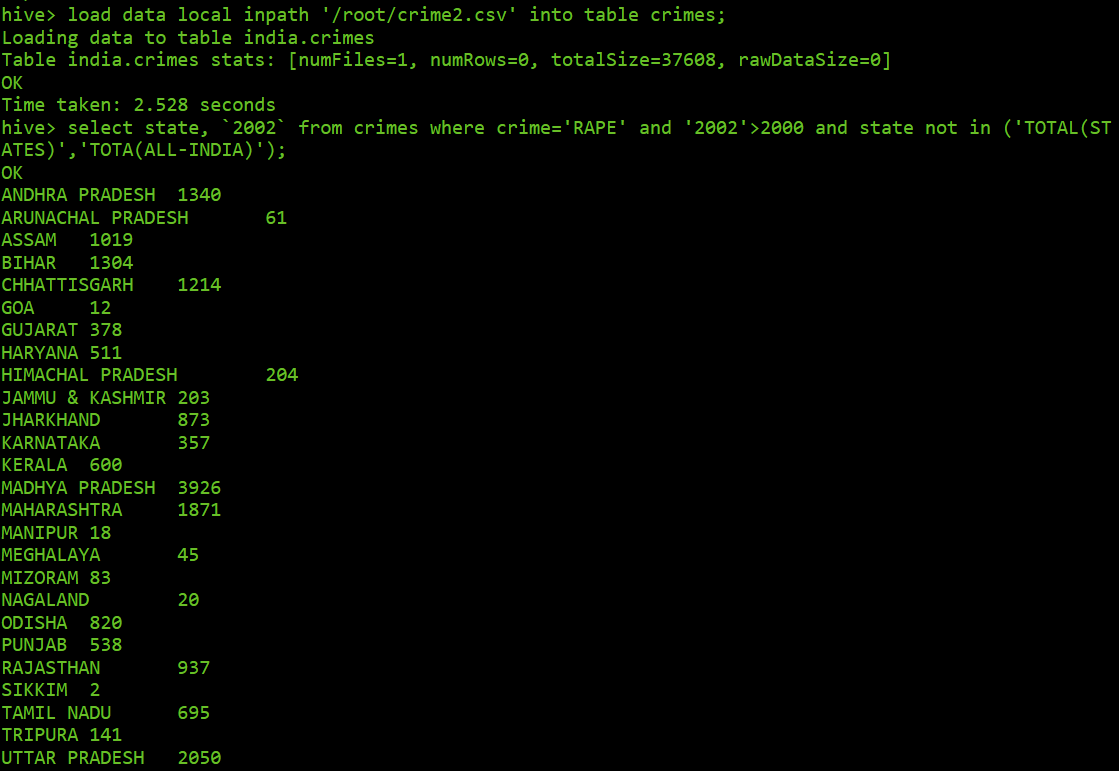 hive> load data local inpath '/root/crime2.csv' into table crimes;
Loading data to table india.crimes
Table india.crimes stats: [numFiles=1, numRows=0, totalSize=37608, rawDataSize=0]
OK
Time taken: 2.528 seconds
hive> select state, `2002` from crimes where crime='RAPE' and '2002'>2000 and state not in ('TOTAL(ST
ATES)','TOTA(ALL-INDIA)');
OK
ANDHRA PRADESH  1340
ARUNACHAL PRADESH       61
ASSAM   1019
BIHAR   1304
CHHATTISGARH    1214
GOA     12
GUJARAT 378
HARYANA 511
HIMACHAL PRADESH        204
JAMMU & KASHMIR 203
JHARKHAND       873
KARNATAKA       357
KERALA  600
MADHYA PRADESH  3926
MAHARASHTRA     1871
MANIPUR 18
MEGHALAYA       45
MIZORAM 83
NAGALAND        20
ODISHA  820
PUNJAB  538
RAJASTHAN       937
SIKKIM  2
TAMIL NADU      695
TRIPURA 141
UTTAR PRADESH   2050